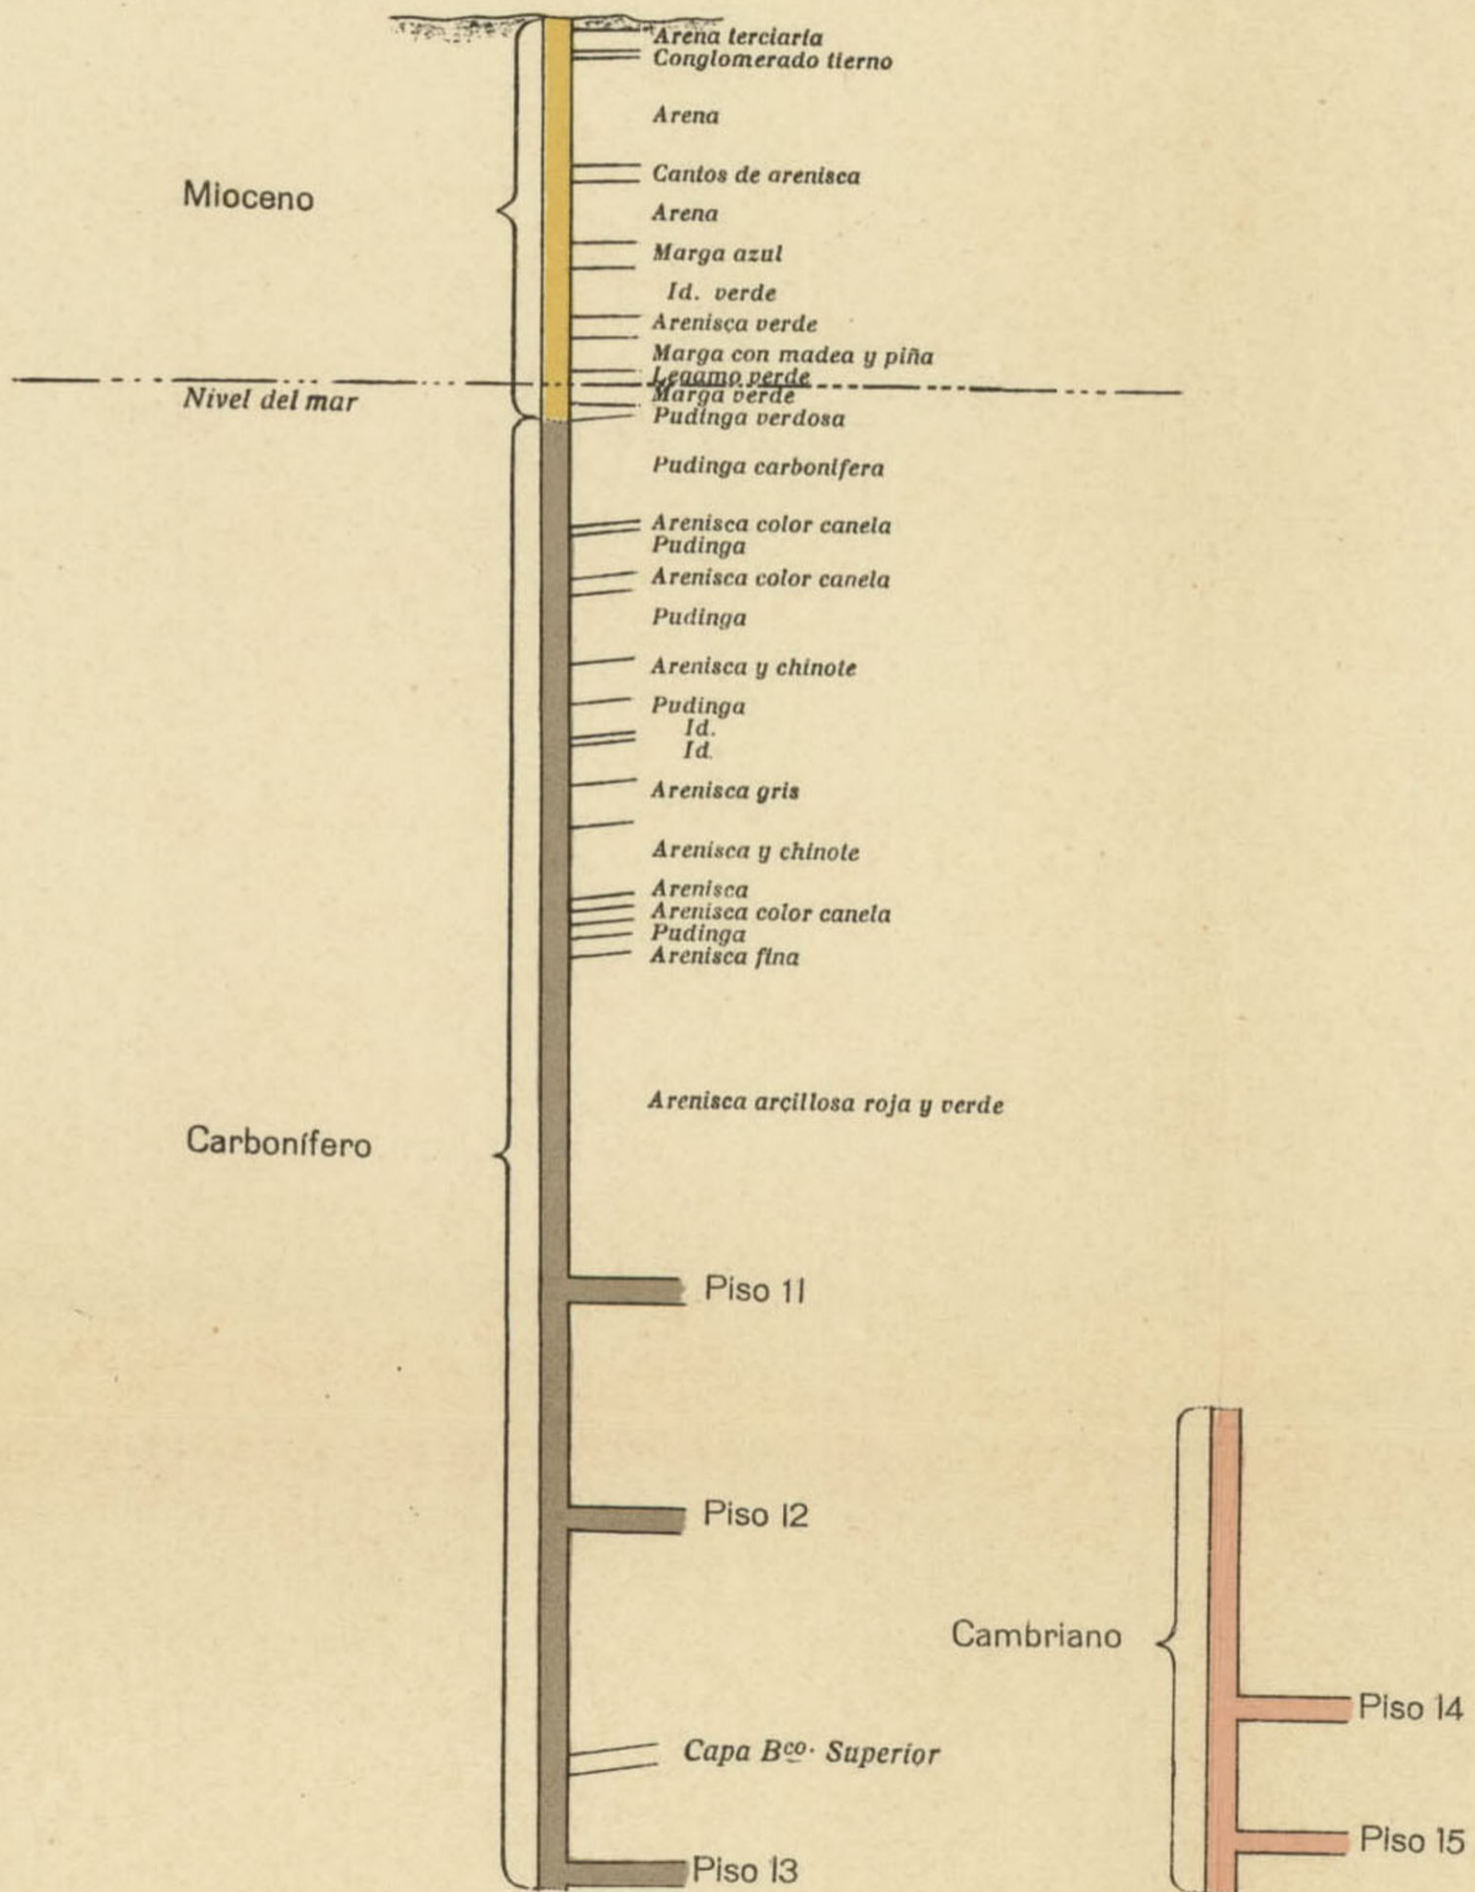 Arena terciaria
Conglomerado tierno
Arena
Cantos de arenisca
Mioceno
Arena
Marga azul
Id. verde
Arenisca verde
Marga con madea y piña
Legamo verde
Nivel del mar
Marga verde
Pudinga verdosa
Pudinga carbonifera
Arenisca color canela
Pudinga
Arenisca color canela
Pudinga
Arenisca y chinote
Pudinga
Id.
Id.
Arenisca gris
Arenisca y chinote
Arenisca
Arenisca color canela
Pudinga
Arenisca fina
Arenisca arcillosa roja y verde
Carbonífero
Piso 11
Piso 12
Cambriano
Piso 14
Capa Bco. Superior
Piso 15
Piso 13